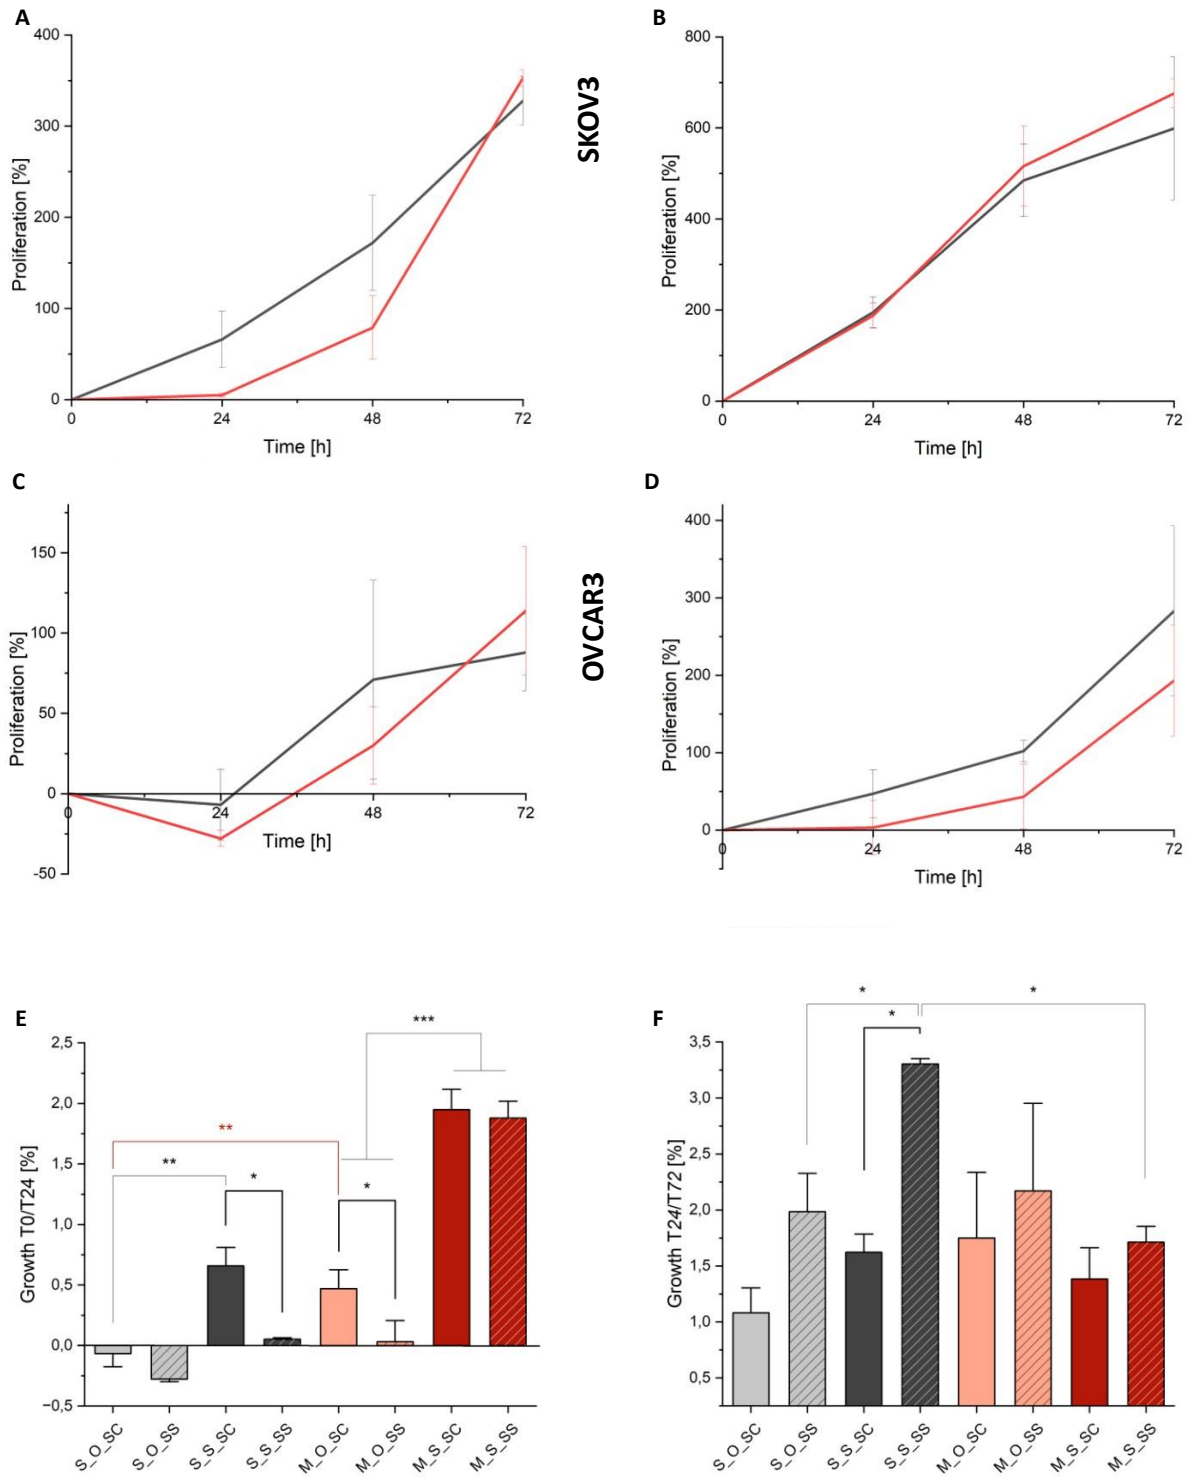 A
400
300
200
100
0
Proliferation [%]
0 24 48 72
Time [h]
SKOV3
B
800
600
400
200
0
Proliferation [%]
0 24 48 72
Time [h]
C
150
100
50
0
-50
Proliferation [%]
0 24 48 72
Time [h]
OVCAR3
D
400
300
200
100
0
Proliferation [%]
0 24 48 72
Time [h]
E
2,5
2,0
1,5
1,0
0,5
0,0
−0,5
Growth T0/T24 [%]
***
**
**
*
*
S_O_SC S_O_SS S_S_SC S_S_SS M_O_SC M_O_SS M_S_SC M_S_SS
F
3,5
3,0
2,5
2,0
1,5
1,0
0,5
Growth T24/T72 [%]
*
*
*
S_O_SC S_O_SS S_S_SC S_S_SS M_O_SC M_O_SS M_S_SC M_S_SS